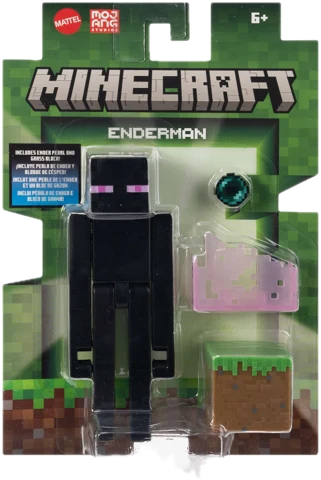 MATTEL
MOJANG
STUDIOS
6+
MINECRAFT
ENDERMAN
INCLUDES ENDER PEARL AND
GRASS BLOCK!
¡INCLUYE PERLA DE ENDER Y
BLOQUE DE CÉSPED!
INCLUT UNE PERLE DE L'ENDER
ET UN BLOC DE GAZON.
INCLUI PÉROLA DE ENDER E
BLOCO DE GRAMA!